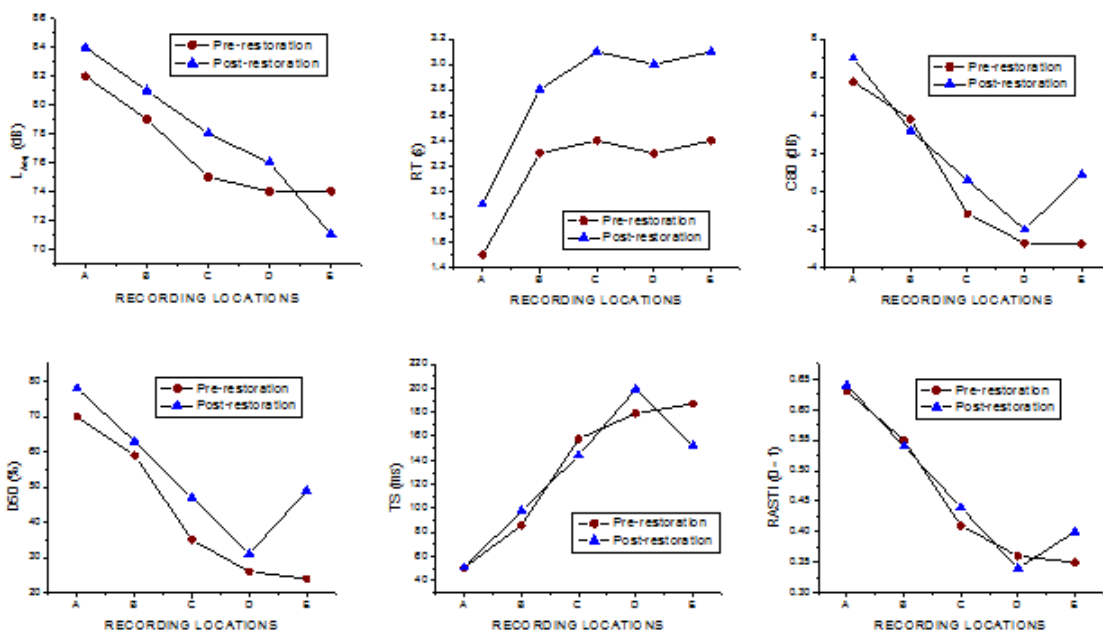 86
84
82
80
78
76
74
72
70
L Aeq (dB)
Pre-restoration
Post-restoration
A B C D E
RECORDING LOCATIONS
3.2
3.0
2.8
2.6
2.4
2.2
2.0
1.8
1.6
1.4
RT (s)
Pre-restoration
Post-restoration
A B C D E
RECORDING LOCATIONS
8
6
4
2
0
-2
-4
C80 (dB)
Pre-restoration
Post-restoration
A B C D E
RECORDING LOCATIONS
80
70
60
50
40
30
20
D50 (%)
Pre-restoration
Post-restoration
A B C D E
RECORDING LOCATIONS
220
200
180
160
140
120
100
80
60
40
TS (ms)
Pre-restoration
Post-restoration
A B C D E
RECORDING LOCATIONS
0.65
0.60
0.55
0.50
0.45
0.40
0.35
0.30
RASTI (0 - 1)
Pre-restoration
Post-restoration
A B C D E
RECORDING LOCATIONS